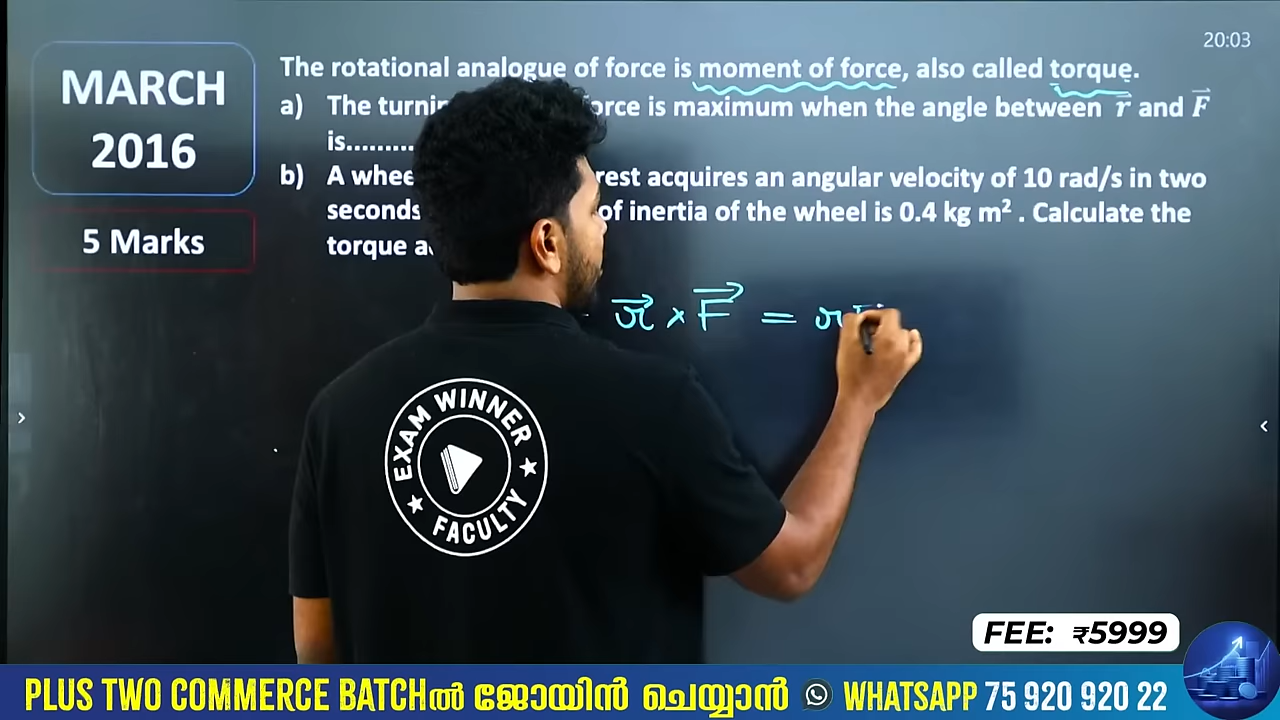 20:03
MARCH
2016
5 Marks
The rotational analogue of force is moment of force, also called torque.
a) The force is maximum when the angle between r⃗ and F⃗
is.........
b) A rest acquires an angular velocity of 10 rad/s in two
seconds of inertia of the wheel is 0.4 kg m². Calculate the
torque
r⃗ × F⃗ = r
EXAM WINNER
FACULTY
FEE: ₹5999
PLUS TWO COMMERCE BATCHൽ ജോയിൻ ചെയ്യാൻ WHATSAPP 75 920 920 22